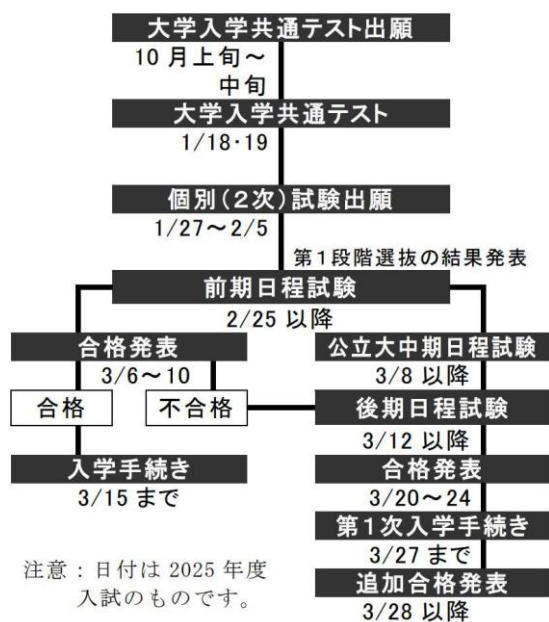 大学入学共通テスト出願
10月上旬～
中旬
大学入学共通テスト
1/18・19
個別(2次)試験出願
1/27～2/5
第1段階選抜の結果発表
前期日程試験
2/25 以降
合格発表
3/6～10
合格
不合格
入学手続き
3/15 まで
公立大中期日程試験
3/8 以降
後期日程試験
3/12 以降
合格発表
3/20～24
第1次入学手続き
3/27 まで
追加合格発表
3/28 以降
注意：日付は 2025 年度
入試のものです。